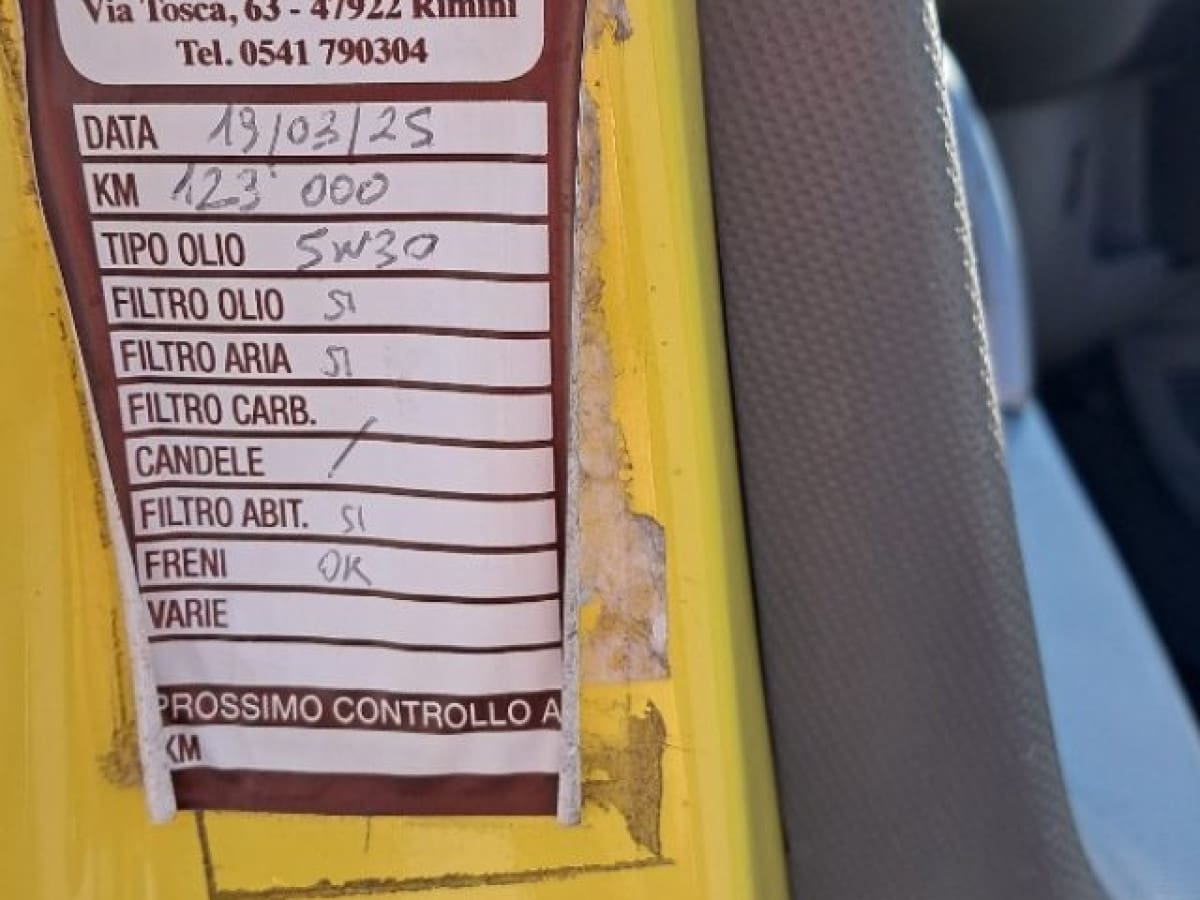 Via Tosca, 63 - 47922 Rimini
Tel. 0541 790304
DATA 19/03/25
KM 123'000
TIPO OLIO 5W30
FILTRO OLIO SI
FILTRO ARIA SI
FILTRO CARB.
CANDELE /
FILTRO ABIT. SI
FRENI OK
VARIE
PROSSIMO CONTROLLO A
KM